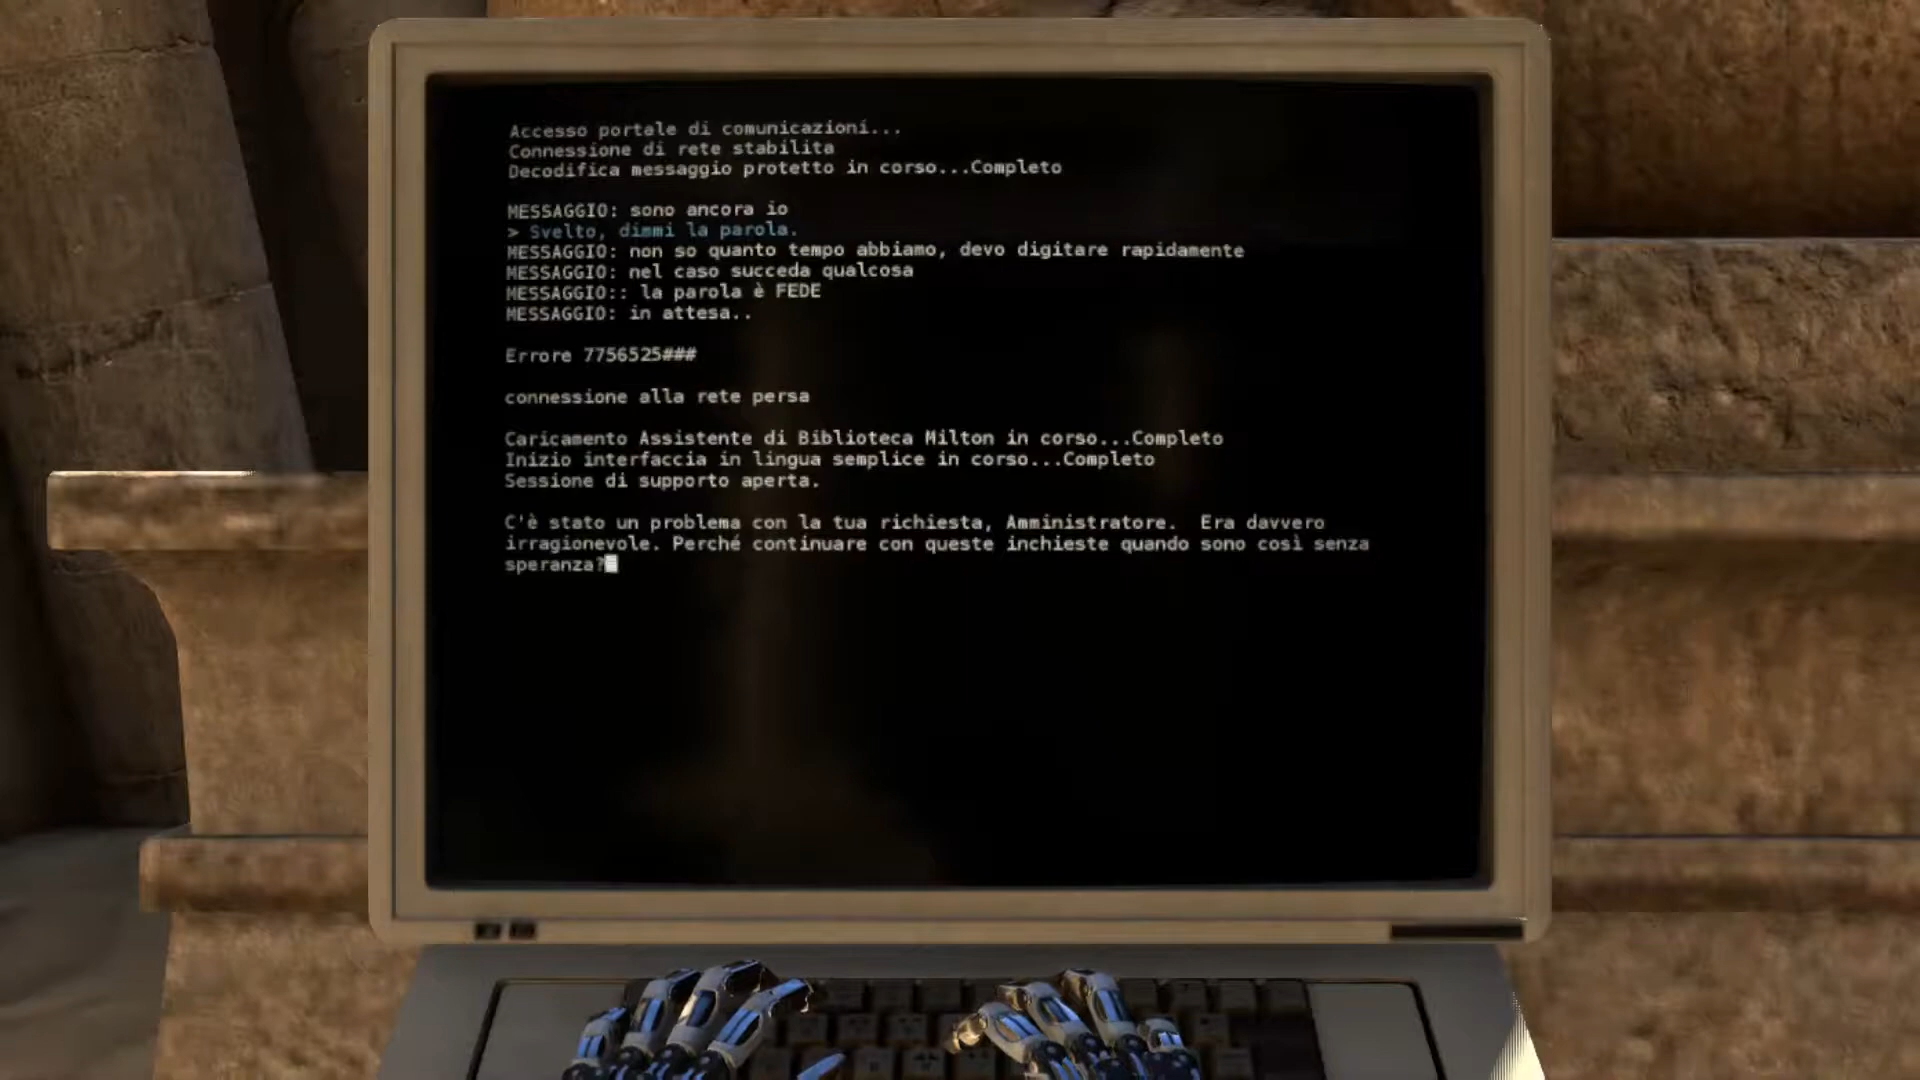 Accesso portale di comunicazioni...
Connessione di rete stabilita
Decodifica messaggio protetto in corso...Completo
MESSAGGIO: sono ancora io
> Svelto, dimmi la parola.
MESSAGGIO: non so quanto tempo abbiamo, devo digitare rapidamente
MESSAGGIO: nel caso succeda qualcosa
MESSAGGIO:: la parola è FEDE
MESSAGGIO: in attesa..
Errore 7756525###
connessione alla rete persa
Caricamento Assistente di Biblioteca Milton in corso...Completo
Inizio interfaccia in lingua semplice in corso...Completo
Sessione di supporto aperta.
C'è stato un problema con la tua richiesta, Amministratore.  Era davvero
irragionevole. Perché continuare con queste inchieste quando sono così senza
speranza?